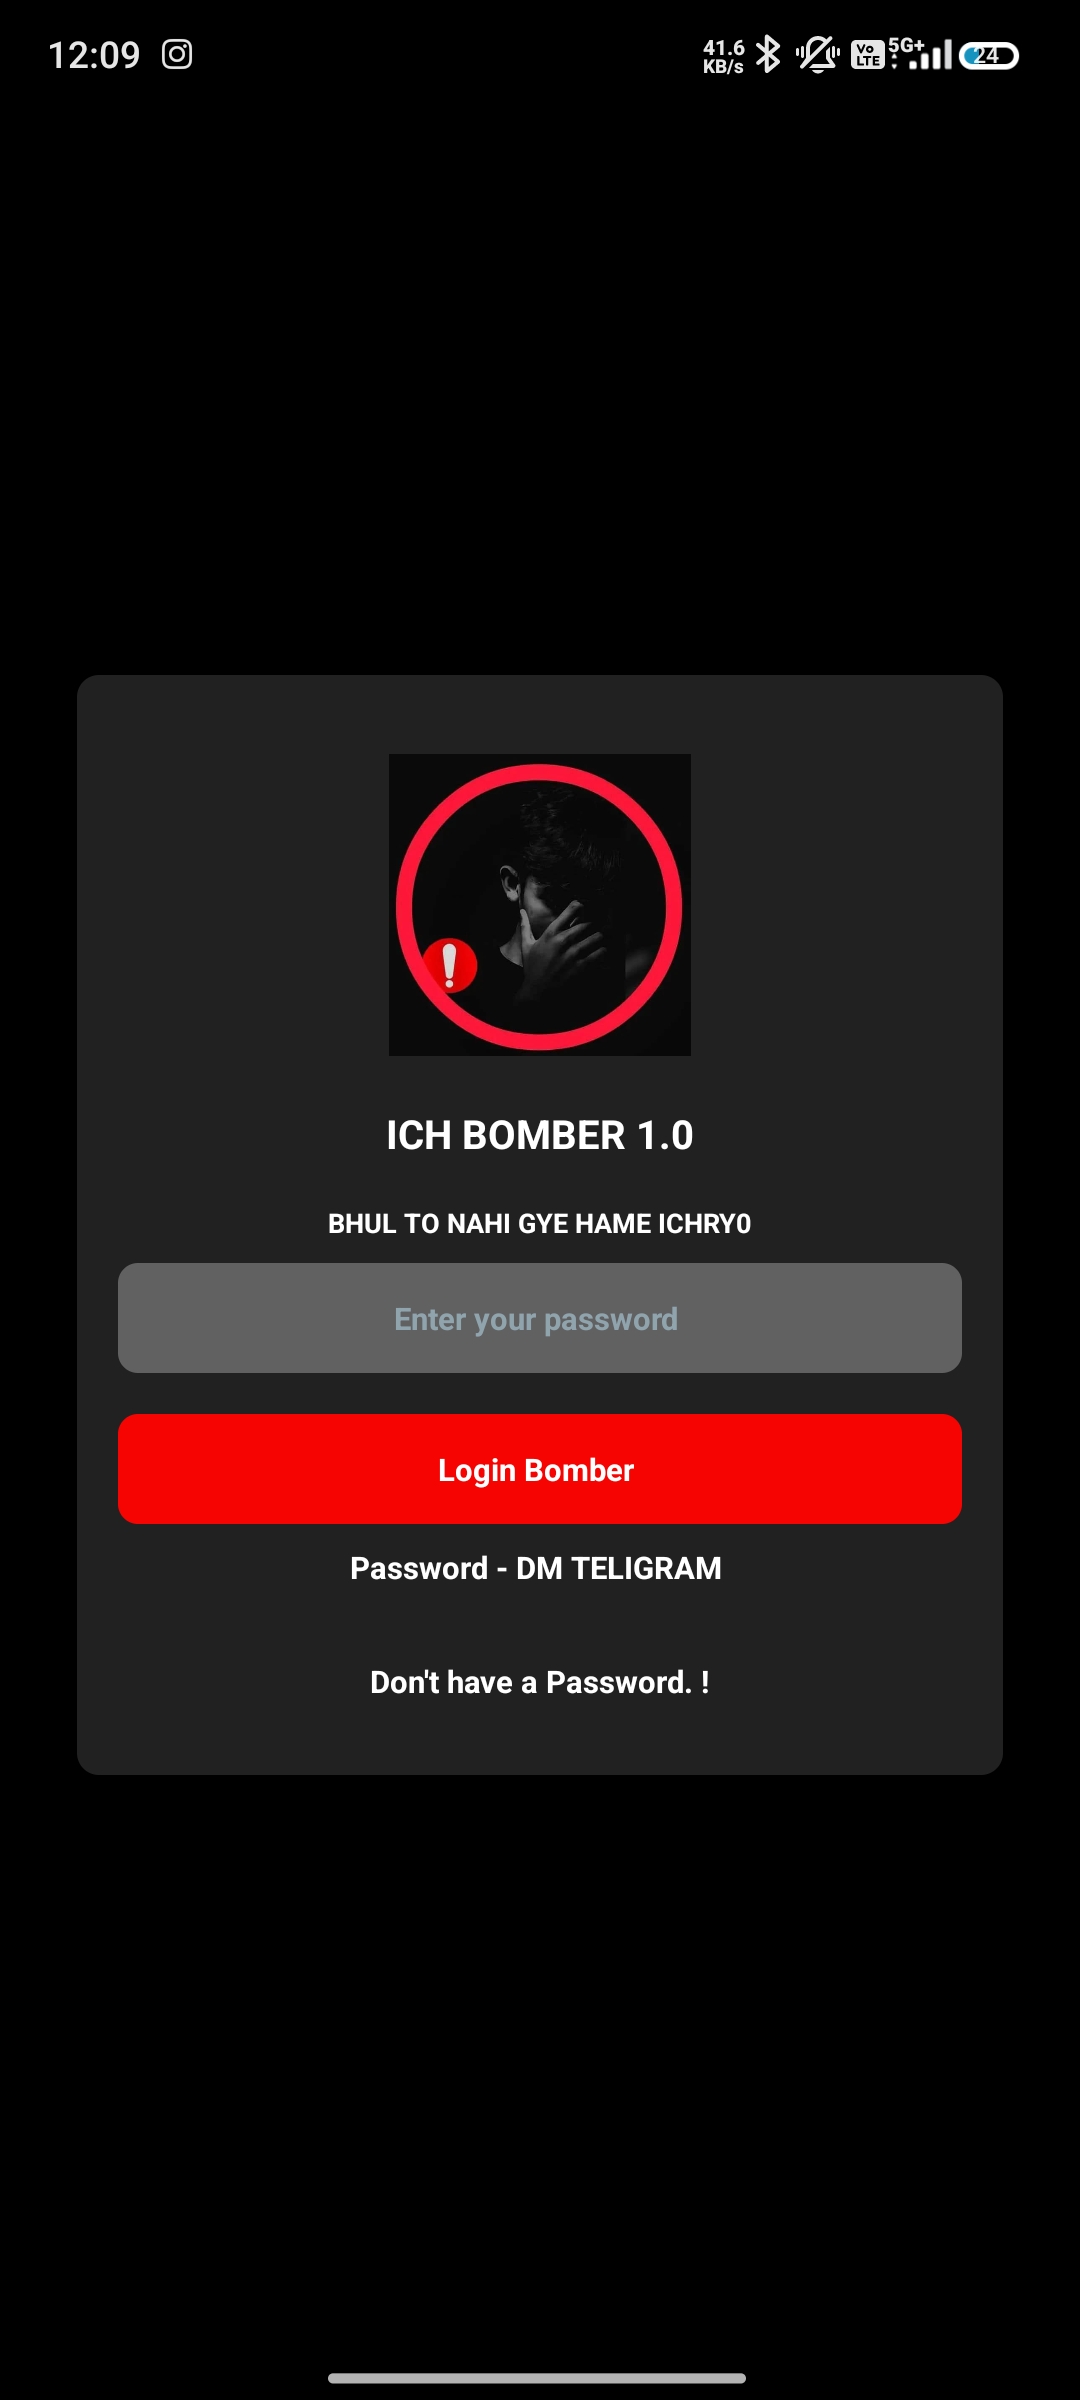 12:09
41.6 KB/s
Vo LTE
5G+
24
ICH BOMBER 1.0
BHUL TO NAHI GYE HAME ICHRY0
Enter your password
Login Bomber
Password - DM TELIGRAM
Don't have a Password. !